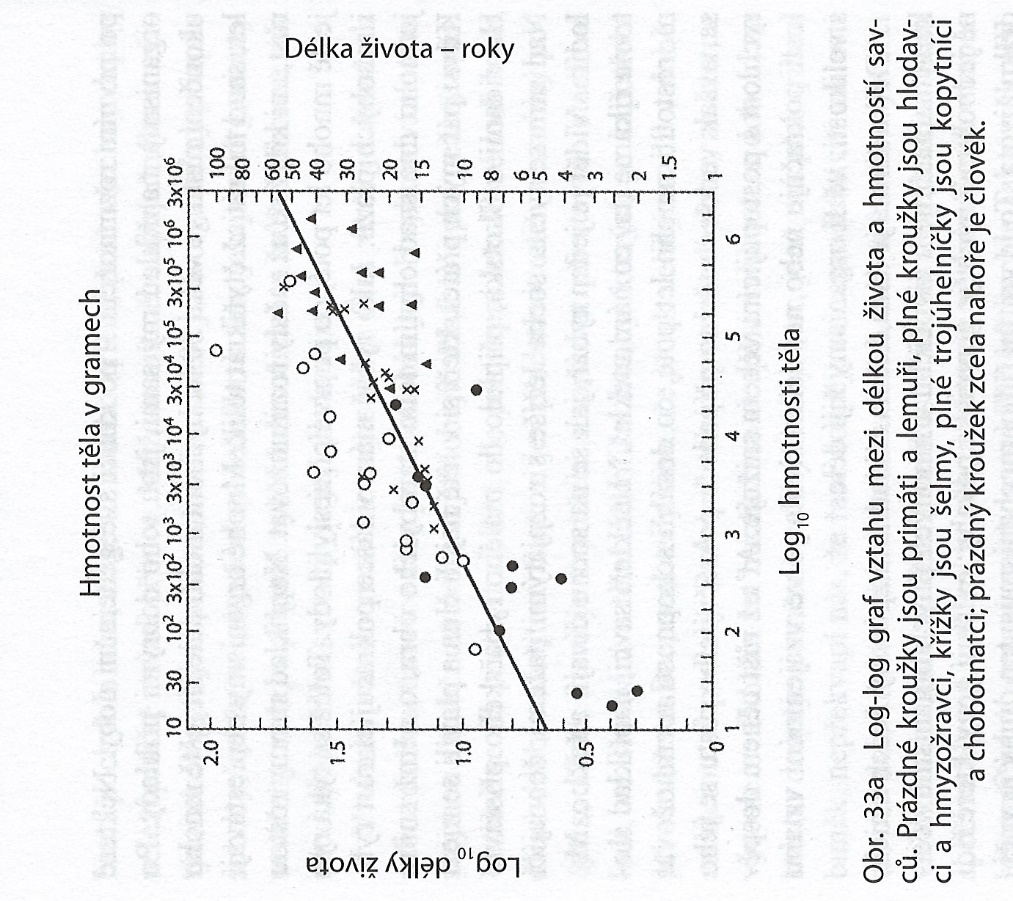 Hmotnost těla v gramech
10 30 10² 3x10² 10³ 3x10³ 10⁴ 3x10⁴ 10⁵ 3x10⁵ 10⁶ 3x10⁶
Log₁₀ délky života
2.0
1.5
1.0
0.5
0
100
80
60
50
40
30
20
15
10
8
6
5
4
3
2
1.5
1
Délka života – roky
1 2 3 4 5 6
Log₁₀ hmotnosti těla
Obr. 33a Log-log graf vztahu mezi délkou života a hmotností sav-
ců. Prázdné kroužky jsou primáti a lemuři, plné kroužky jsou hlodav-
ci a hmyzožravci, křížky jsou šelmy, plné trojúhelníčky jsou kopytníci
a chobotnatci; prázdný kroužek zcela nahoře je člověk.